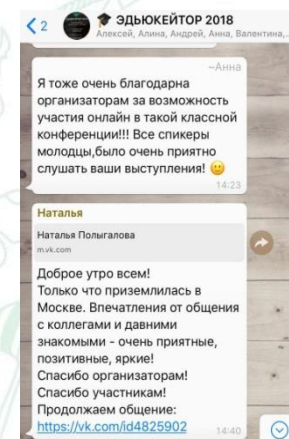 2
ЭДЬЮКЕЙТОР 2018
Алексей, Алина, Андрей, Анна, Валентина,...
~Анна
Я тоже очень благодарна
организаторам за возможность
участия онлайн в такой классной
конференции!!! Все спикеры
молодцы,было очень приятно
слушать ваши выступления! 🙂
14:23
Наталья
Наталья Полыгалова
m.vk.com
Доброе утро всем!
Только что приземлилась в
Москве. Впечатления от общения
с коллегами и давними
знакомыми - очень приятные,
позитивные, яркие!
Спасибо организаторам!
Спасибо участникам!
Продолжаем общение:
https://vk.com/id4825902
14:40